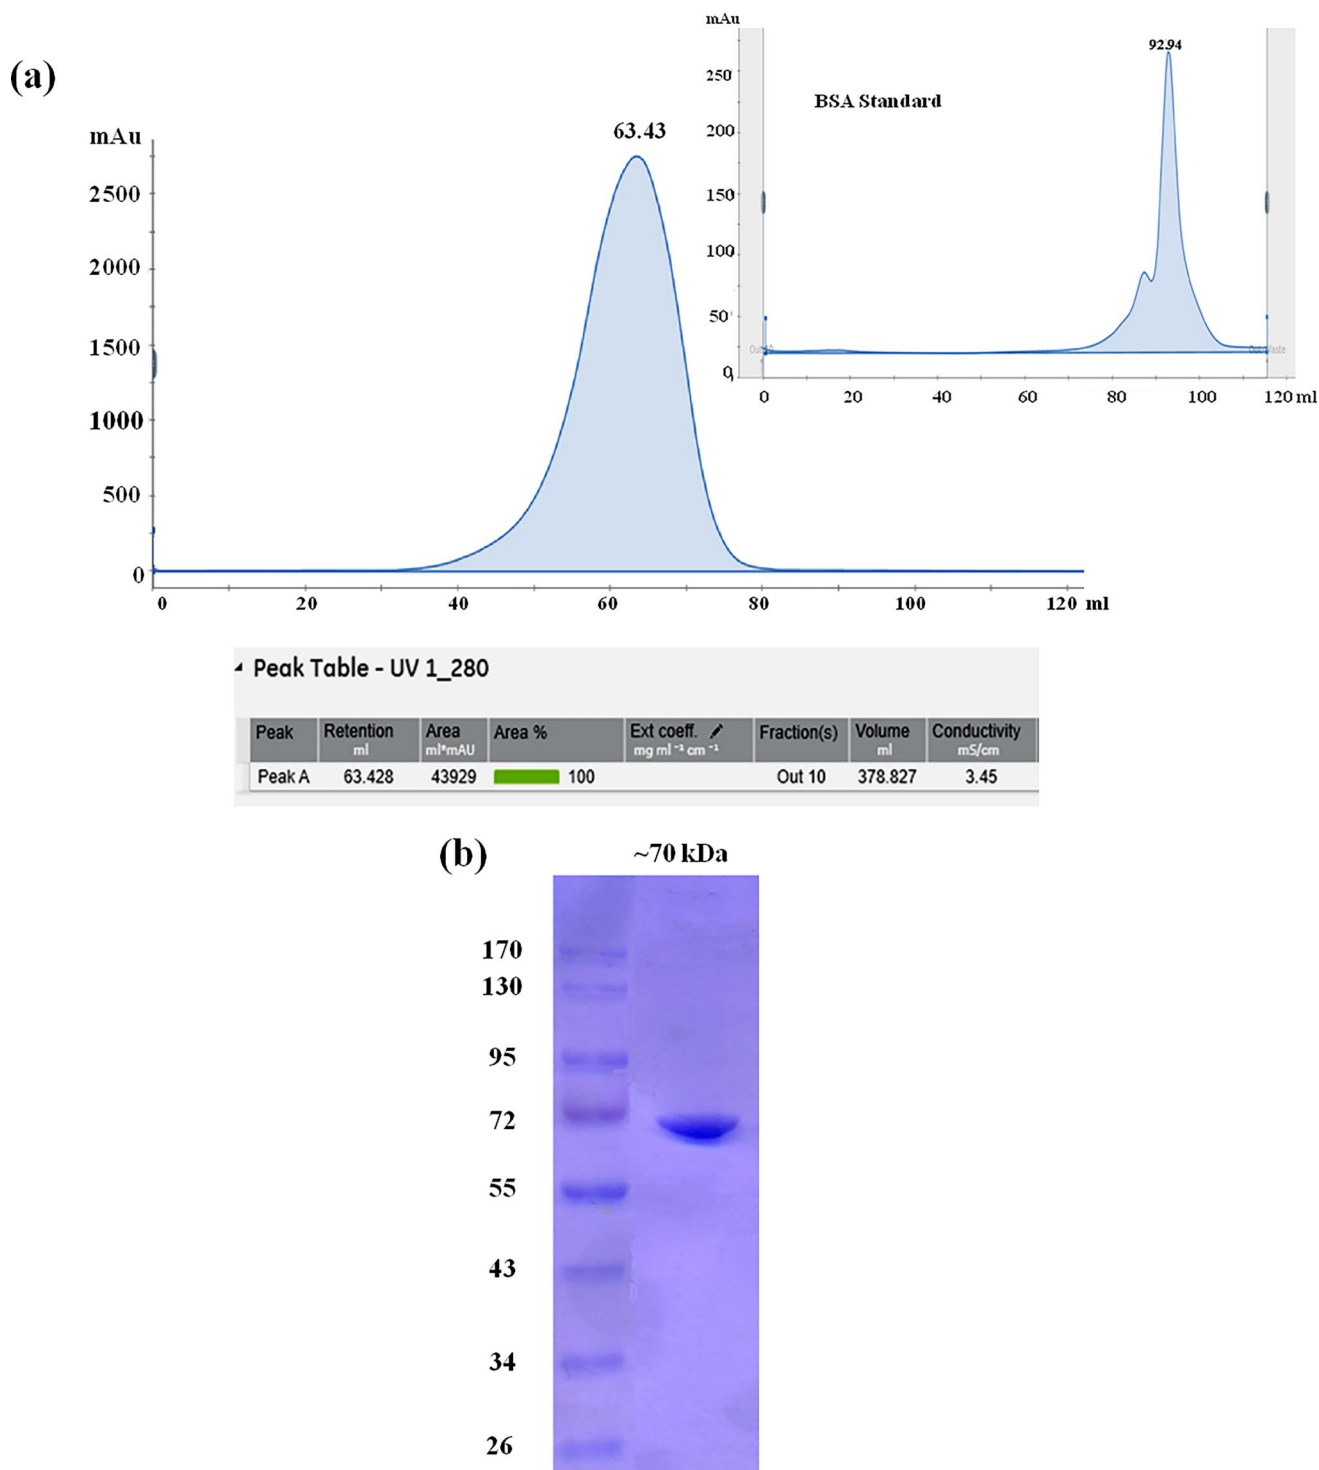 (a)
mAu
63.43
2500
2000
1500
1000
500
0
0 20 40 60 80 100 120 ml
mAu
92.94
BSA Standard
250
200
150
100
50
0
0 20 40 60 80 100 120 ml
Peak Table - UV 1_280
Peak Retention Area Area % Ext coeff. Fraction(s) Volume Conductivity
ml ml*mAU mg ml⁻¹ cm⁻¹ ml mS/cm
Peak A 63.428 43929 100 Out 10 378.827 3.45
(b)
~70 kDa
170
130
95
72
55
43
34
26